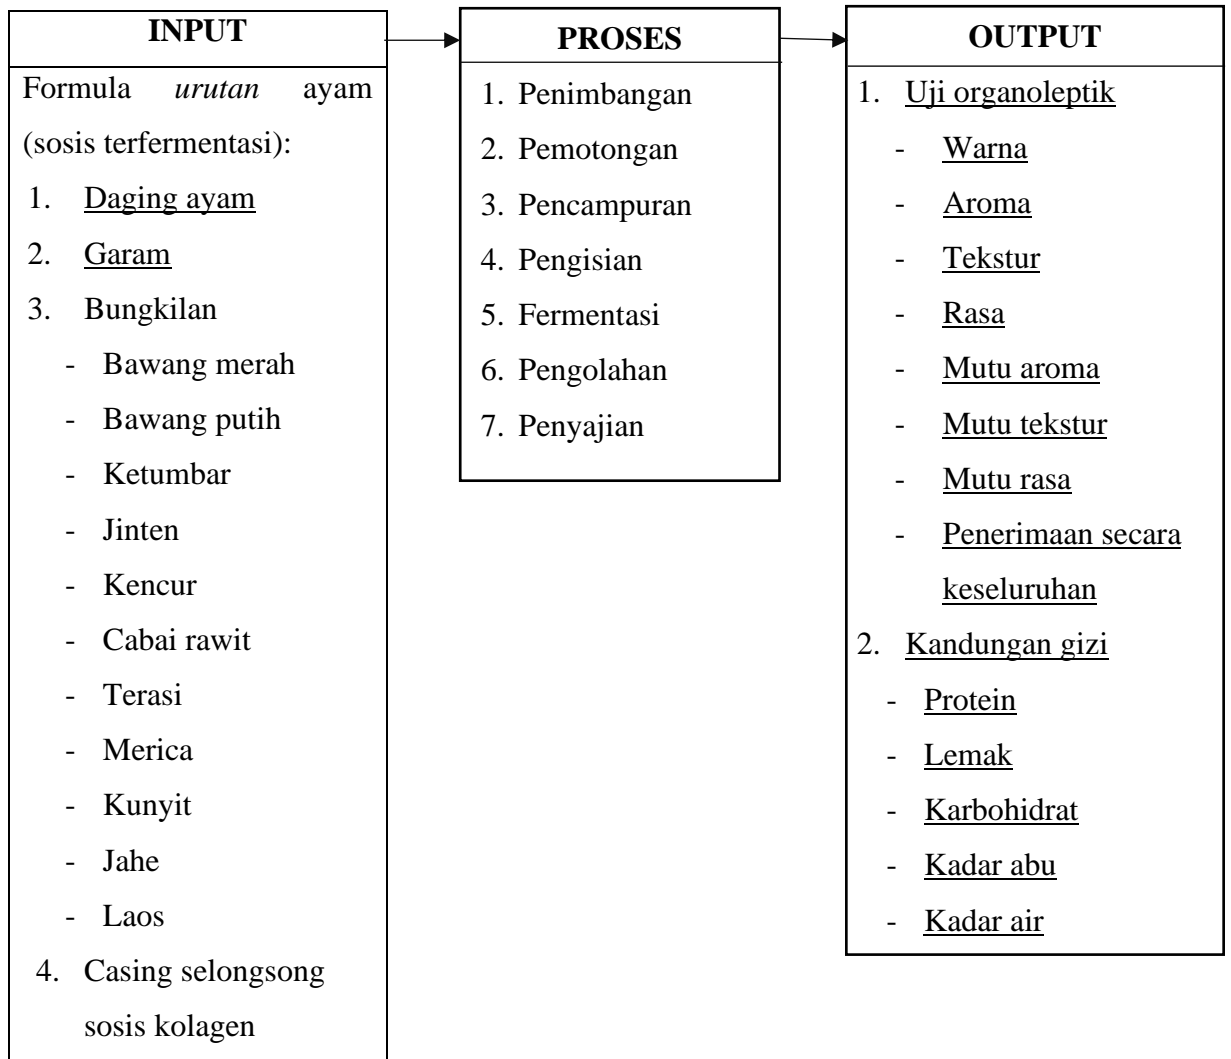 INPUT
Formula urutan ayam
(sosis terfermentasi):
1. Daging ayam
2. Garam
3. Bungkilan
- Bawang merah
- Bawang putih
- Ketumbar
- Jinten
- Kencur
- Cabai rawit
- Terasi
- Merica
- Kunyit
- Jahe
- Laos
4. Casing selongsong
sosis kolagen
PROSES
1. Penimbangan
2. Pemotongan
3. Pencampuran
4. Pengisian
5. Fermentasi
6. Pengolahan
7. Penyajian
OUTPUT
1. Uji organoleptik
- Warna
- Aroma
- Tekstur
- Rasa
- Mutu aroma
- Mutu tekstur
- Mutu rasa
- Penerimaan secara
keseluruhan
2. Kandungan gizi
- Protein
- Lemak
- Karbohidrat
- Kadar abu
- Kadar air